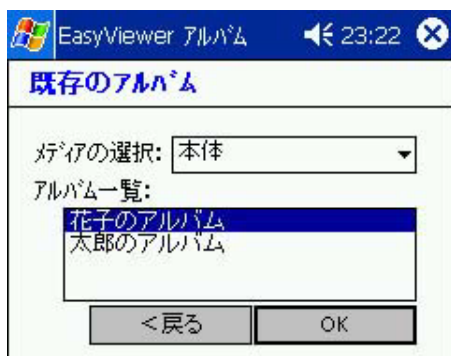 EasyViewer ｱﾙﾊﾞﾑ 23:22
既存のｱﾙﾊﾞﾑ
ﾒﾃﾞｨｱの選択: 本体
ｱﾙﾊﾞﾑ一覧:
花子のアルバム
太郎のアルバム
<戻る OK